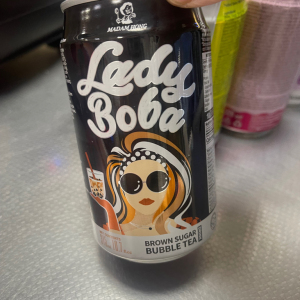 MADAM HONG
Lady
Boba
BROWN SUGAR
BUBBLE TEA